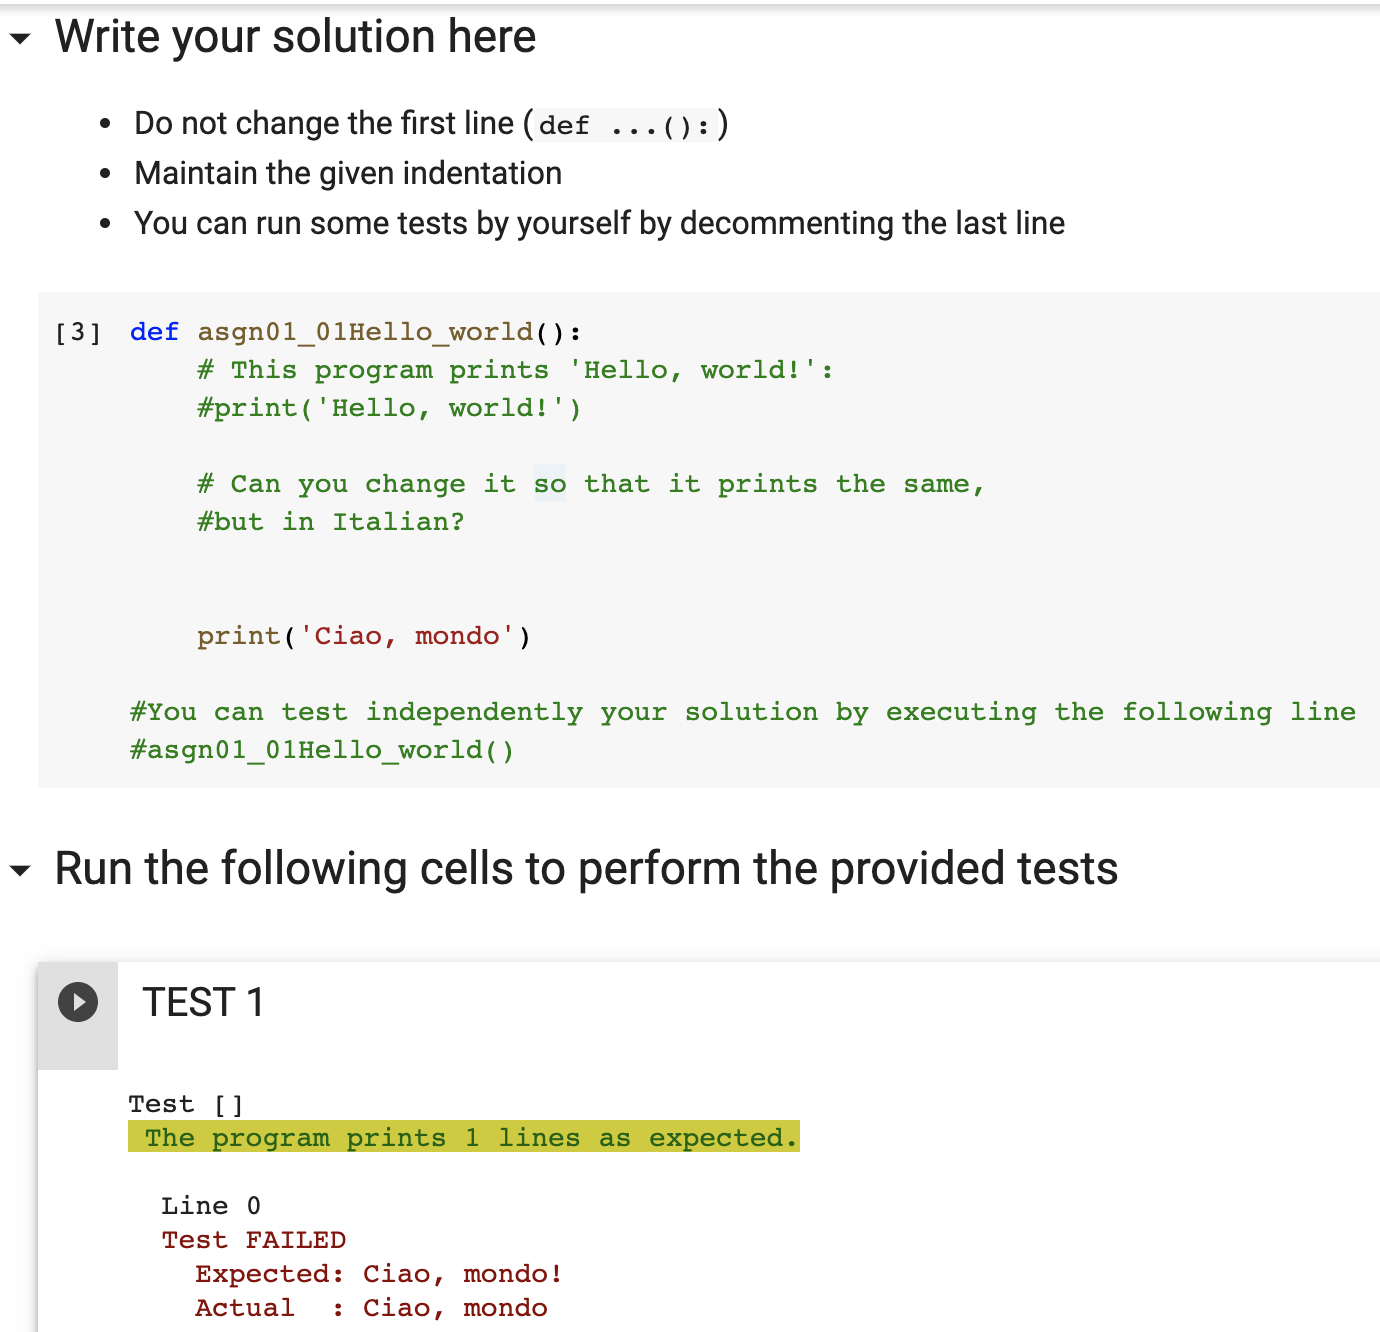 Write your solution here
• Do not change the first line (def ...():)
• Maintain the given indentation
• You can run some tests by yourself by decommenting the last line
[3] def asgn01_01Hello_world():
# This program prints 'Hello, world!':
#print('Hello, world!')
# Can you change it so that it prints the same,
#but in Italian?
print('Ciao, mondo')
#You can test independently your solution by executing the following line
#asgn01_01Hello_world()
Run the following cells to perform the provided tests
TEST 1
Test []
The program prints 1 lines as expected.
Line 0
Test FAILED
Expected: Ciao, mondo!
Actual : Ciao, mondo